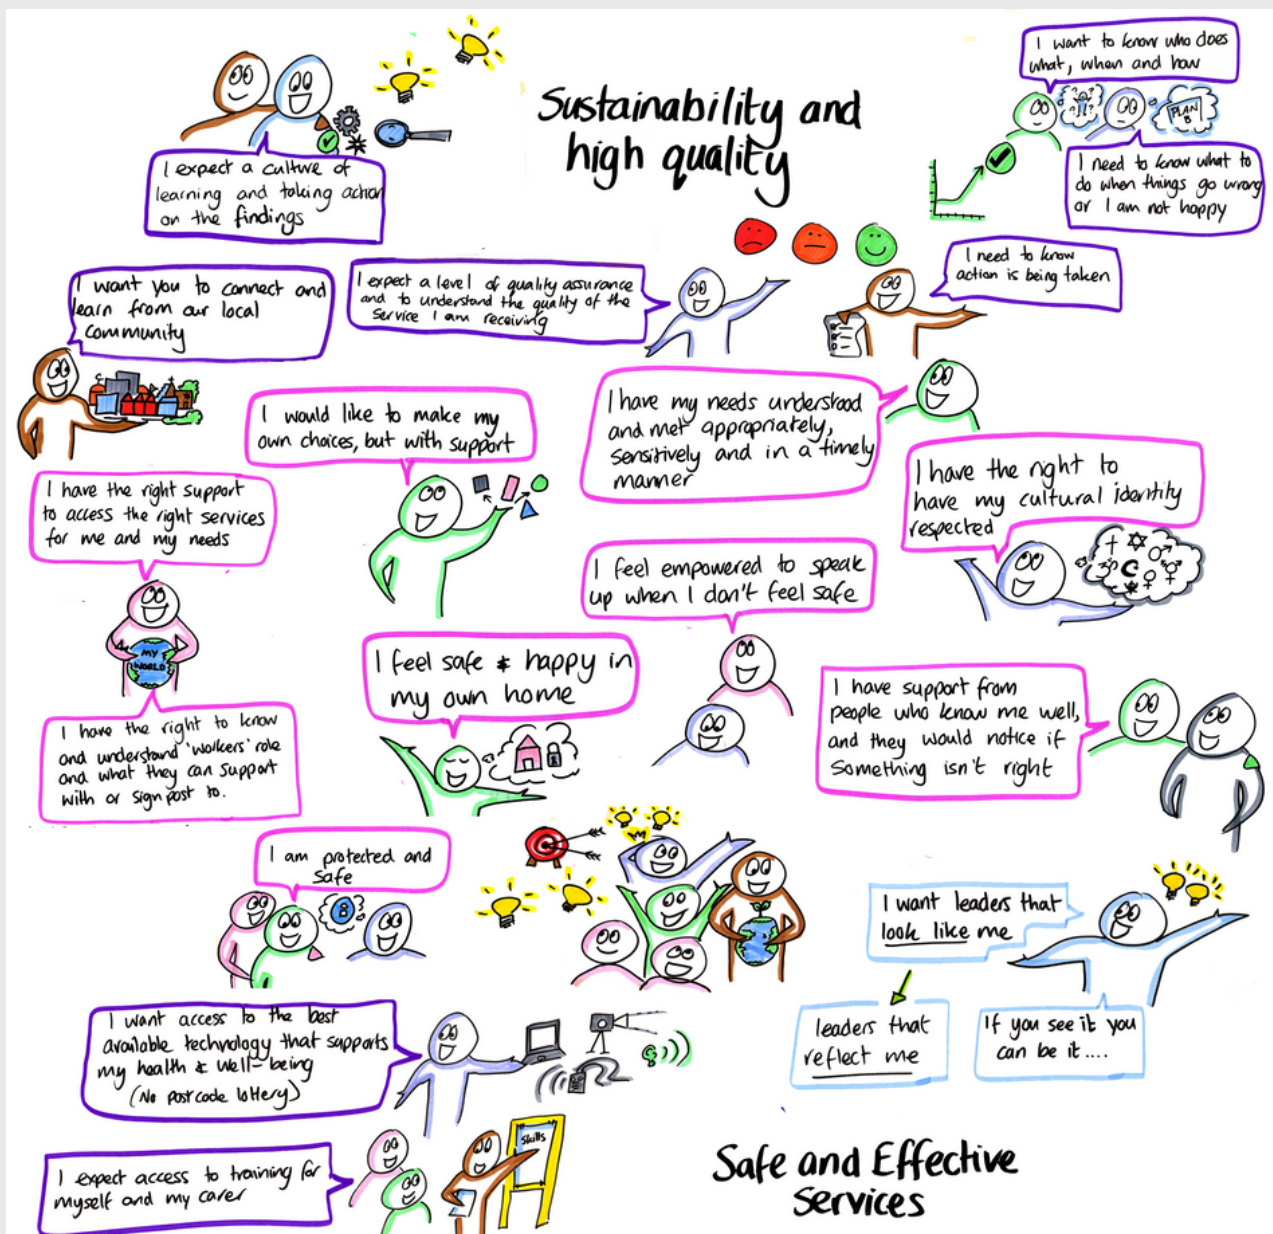 Sustainability and
high quality
I want to know who does
what, when and how
PLAN
B
I need to know what to
do when things go wrong
or I am not happy
I expect a culture of
learning and taking action
on the findings
I need to know
action is being taken
I expect a level of quality assurance
and to understand the quality of the
service I am receiving
I want you to connect and
learn from our local
community
I would like to make my
own choices, but with support
I have my needs understood
and met appropriately,
sensitively and in a timely
manner
I have the right to
have my cultural identity
respected
I have the right support
to access the right services
for me and my needs
MY
WORLD
I feel empowered to speak
up when I don't feel safe
I feel safe & happy in
my own home
I have the right to know
and understand 'workers' role
and what they can support
with or sign post to.
I have support from
people who know me well,
and they would notice if
something isn't right
I am protected and
safe
I want leaders that
look like me
leaders that
reflect me
If you see it you
can be it....
I want access to the best
available technology that supports
my health & well-being
(No postcode lottery)
Skills
I expect access to training for
myself and my carer
Safe and Effective
Services